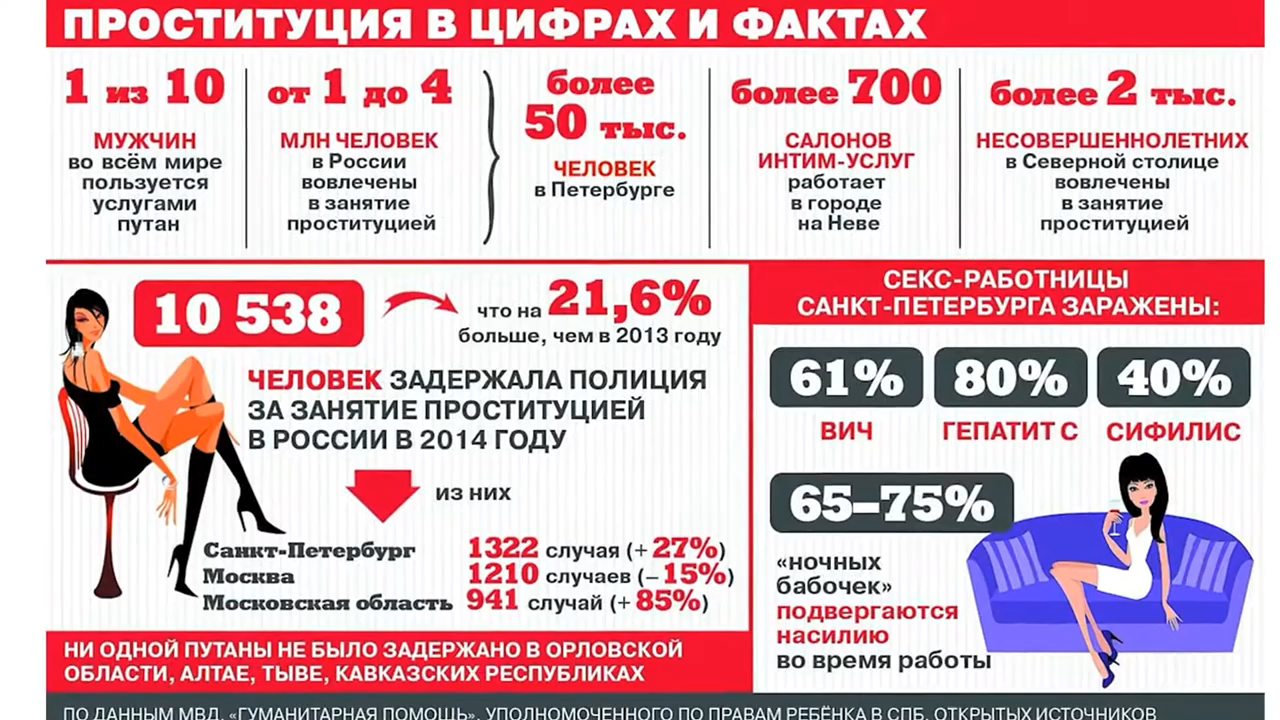 ПРОСТИТУЦИЯ В ЦИФРАХ И ФАКТАХ
1 из 10
МУЖЧИН
во всём мире
пользуется
услугами
путан
от 1 до 4
МЛН ЧЕЛОВЕК
в России
вовлечены
в занятие
проституцией
более
50 тыс.
ЧЕЛОВЕК
в Петербурге
более 700
САЛОНОВ
ИНТИМ-УСЛУГ
работает
в городе
на Неве
более 2 тыс.
НЕСОВЕРШЕННОЛЕТНИХ
в Северной столице
вовлечены
в занятие
проституцией
10 538
что на 21,6%
больше, чем в 2013 году
ЧЕЛОВЕК ЗАДЕРЖАЛА ПОЛИЦИЯ
ЗА ЗАНЯТИЕ ПРОСТИТУЦИЕЙ
В РОССИИ В 2014 ГОДУ
из них
Санкт-Петербург 1322 случая (+27%)
Москва 1210 случаев (–15%)
Московская область 941 случай (+85%)
НИ ОДНОЙ ПУТАНЫ НЕ БЫЛО ЗАДЕРЖАНО В ОРЛОВСКОЙ
ОБЛАСТИ, АЛТАЕ, ТЫВЕ, КАВКАЗСКИХ РЕСПУБЛИКАХ
СЕКС-РАБОТНИЦЫ
САНКТ-ПЕТЕРБУРГА ЗАРАЖЕНЫ:
61% 80% 40%
ВИЧ ГЕПАТИТ С СИФИЛИС
65–75%
«ночных
бабочек»
подвергаются
насилию
во время работы
ПО ДАННЫМ МВД, «ГУМАНИТАРНАЯ ПОМОЩЬ», УПОЛНОМОЧЕННОГО ПО ПРАВАМ РЕБЁНКА В СПБ, ОТКРЫТЫХ ИСТОЧНИКОВ